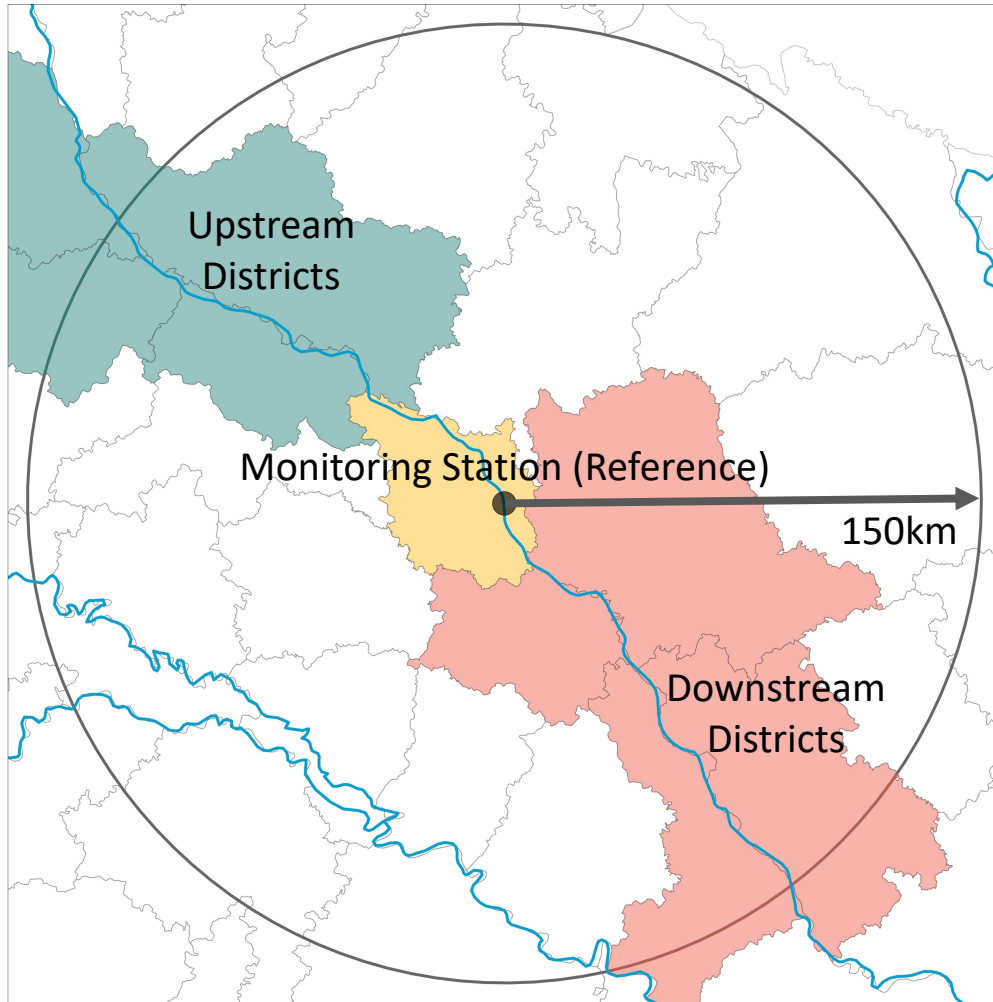 Upstream
Districts
Monitoring Station (Reference)
150km
Downstream
Districts